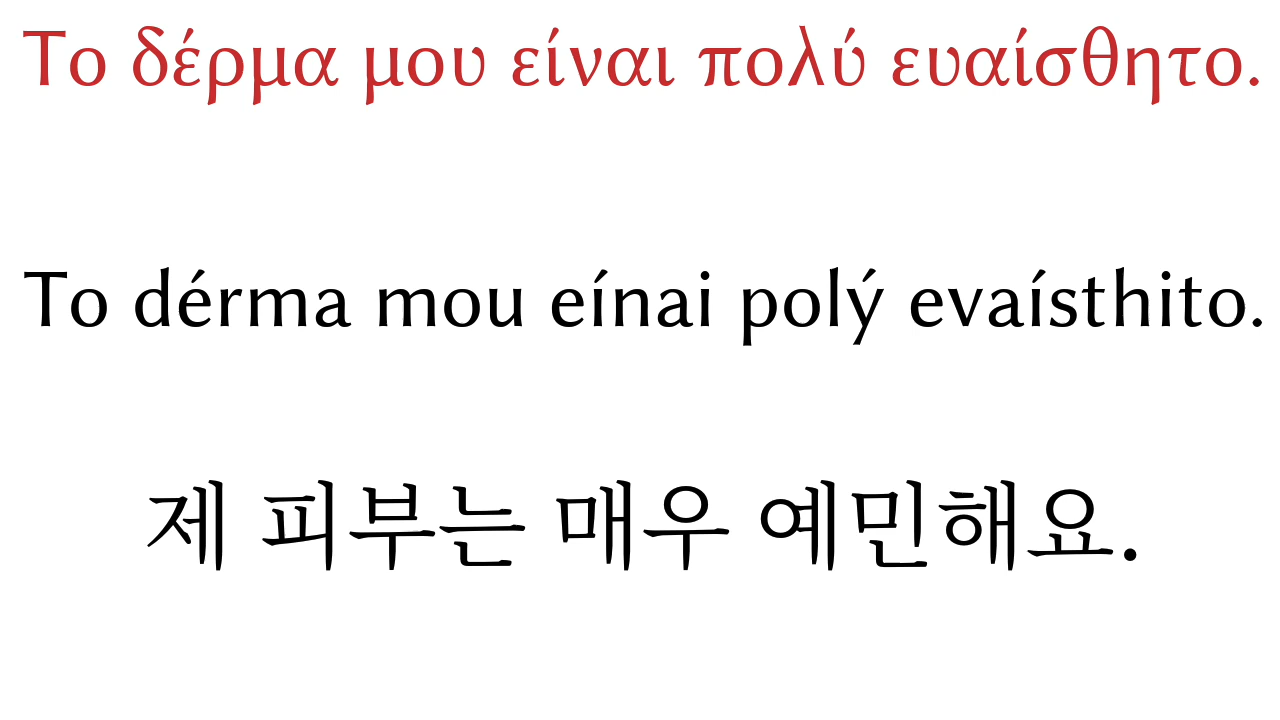 Το δέρμα μου είναι πολύ ευαίσθητο.
To dérma mou eínai polý evaísthito.
제 피부는 매우 예민해요.